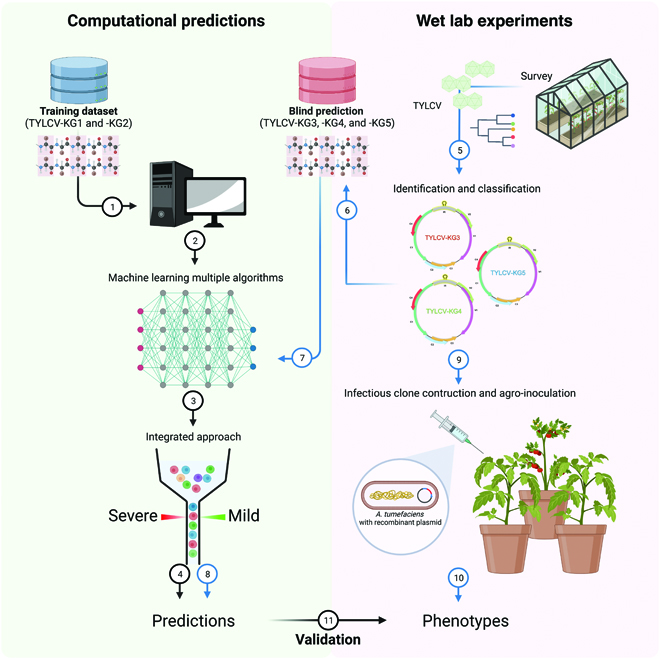 Computational predictions
Training dataset
(TYLCV-KG1 and -KG2)
Blind prediction
(TYLCV-KG3, -KG4, and -KG5)
1
2
Machine learning multiple algorithms
7
3
Integrated approach
Severe
Mild
4
8
Predictions
Wet lab experiments
Survey
TYLCV
5
Identification and classification
6
TYLCV-KG3
TYLCV-KG5
TYLCV-KG4
9
Infectious clone contruction and agro-inoculation
A. tumefaciens
with recombinant plasmid
10
11
Validation
Phenotypes